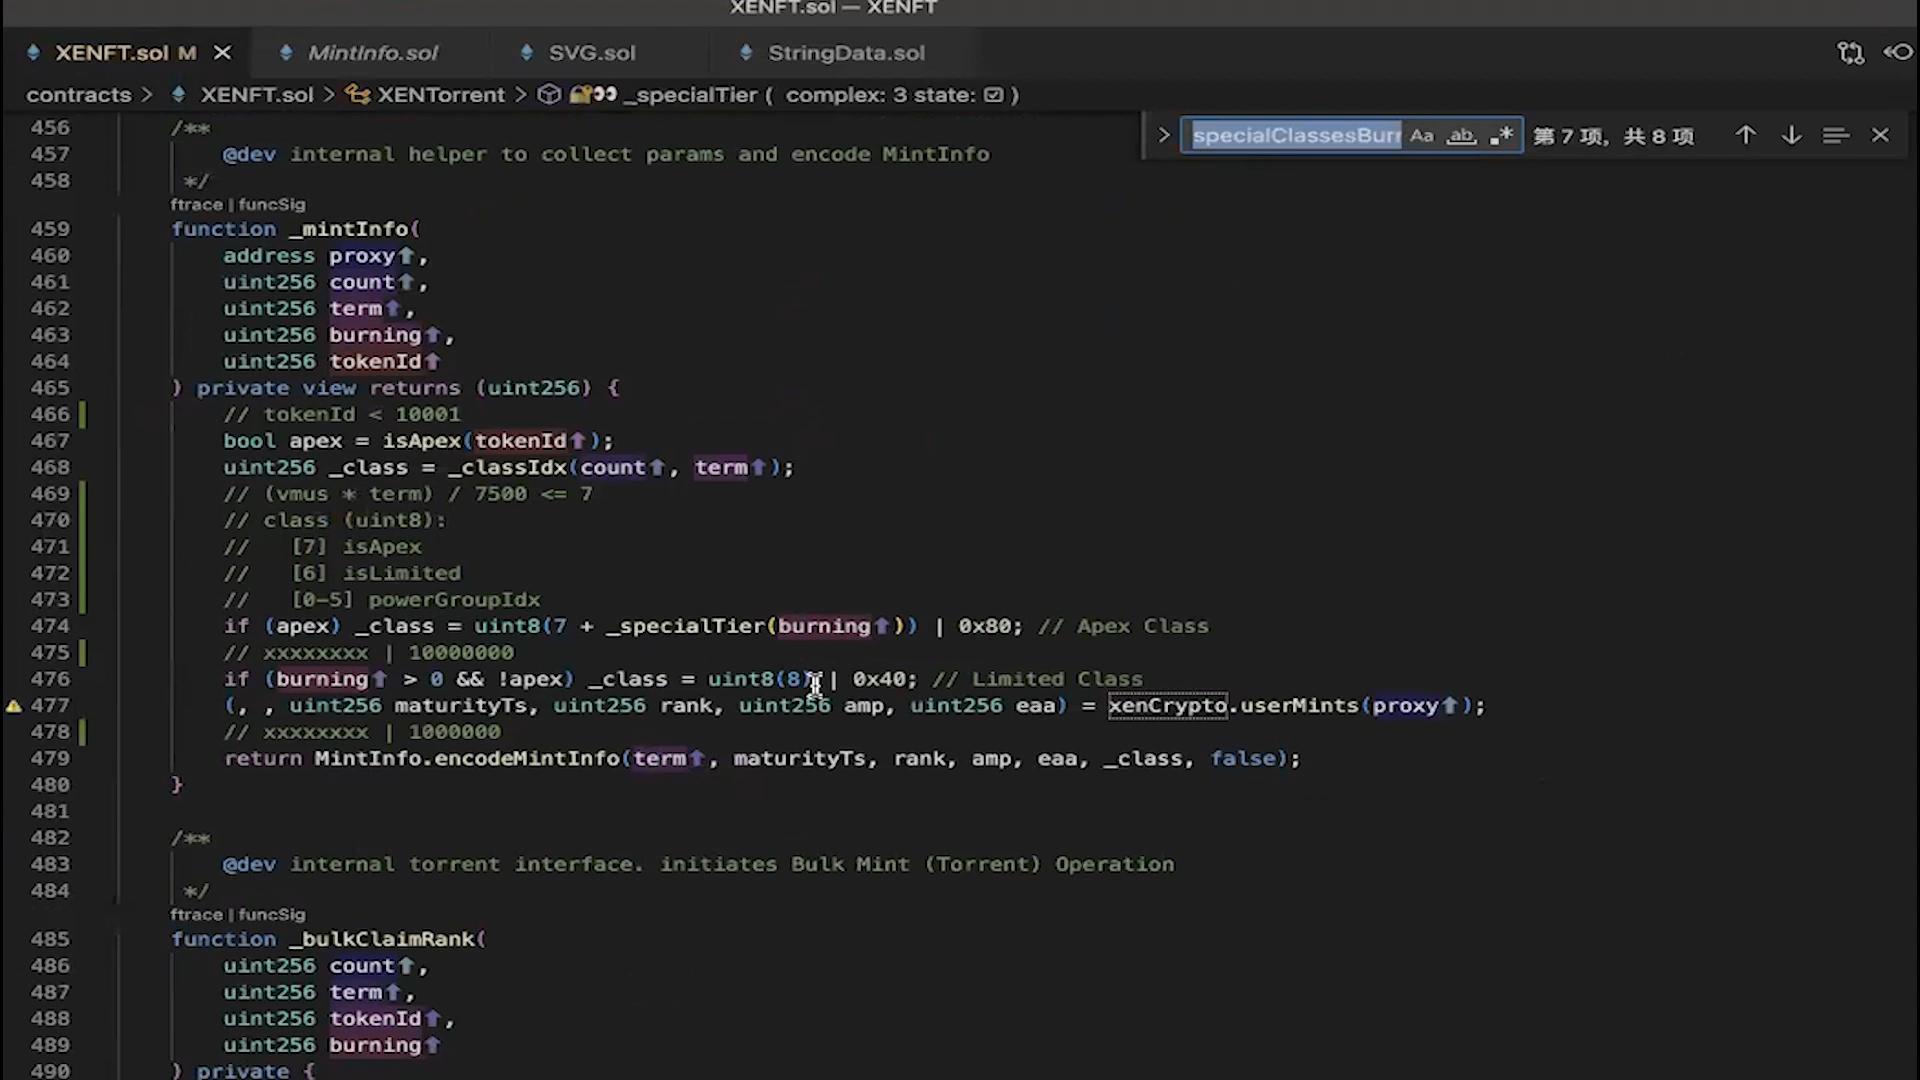 XENFT.sol — XENFT
XENFT.sol M
MintInfo.sol
SVG.sol
StringData.sol
contracts > XENFT.sol > XENTorrent > _specialTier ( complex: 3 state: )
specialClassesBurr Aa ab .* 第 7 项, 共 8 项
456 /**
457 @dev internal helper to collect params and encode MintInfo
458 */
ftrace | funcSig
459 function _mintInfo(
460 address proxy↑,
461 uint256 count↑,
462 uint256 term↑,
463 uint256 burning↑,
464 uint256 tokenId↑
465 ) private view returns (uint256) {
466 // tokenId < 10001
467 bool apex = isApex(tokenId↑);
468 uint256 _class = _classIdx(count↑, term↑);
469 // (vmus * term) / 7500 <= 7
470 // class (uint8):
471 // [7] isApex
472 // [6] isLimited
473 // [0-5] powerGroupIdx
474 if (apex) _class = uint8(7 + _specialTier(burning↑)) | 0x80; // Apex Class
475 // xxxxxxxx | 10000000
476 if (burning↑ > 0 && !apex) _class = uint8(8) | 0x40; // Limited Class
477 (, , uint256 maturityTs, uint256 rank, uint256 amp, uint256 eaa) = xenCrypto.userMints(proxy↑);
478 // xxxxxxxx | 1000000
479 return MintInfo.encodeMintInfo(term↑, maturityTs, rank, amp, eaa, _class, false);
480 }
481
482 /**
483 @dev internal torrent interface. initiates Bulk Mint (Torrent) Operation
484 */
ftrace | funcSig
485 function _bulkClaimRank(
486 uint256 count↑,
487 uint256 term↑,
488 uint256 tokenId↑,
489 uint256 burning↑
490 ) private {